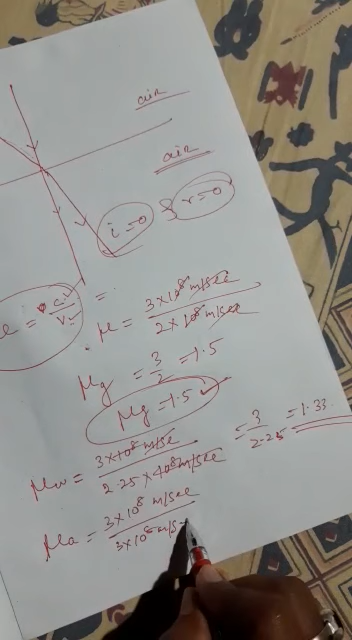 air
air
i=0 } r=0
= c/v =
μ = 3×10⁸ m/sec / 2×10⁸ m/sec
μg = 3/2 = 1.5
μg = 1.5
μw = 3×10⁸ m/se / 2.25×10⁸ m/sec = 3/2.25 = 1.33
μa = 3×10⁸ m/sec / 3×10⁸ m/s